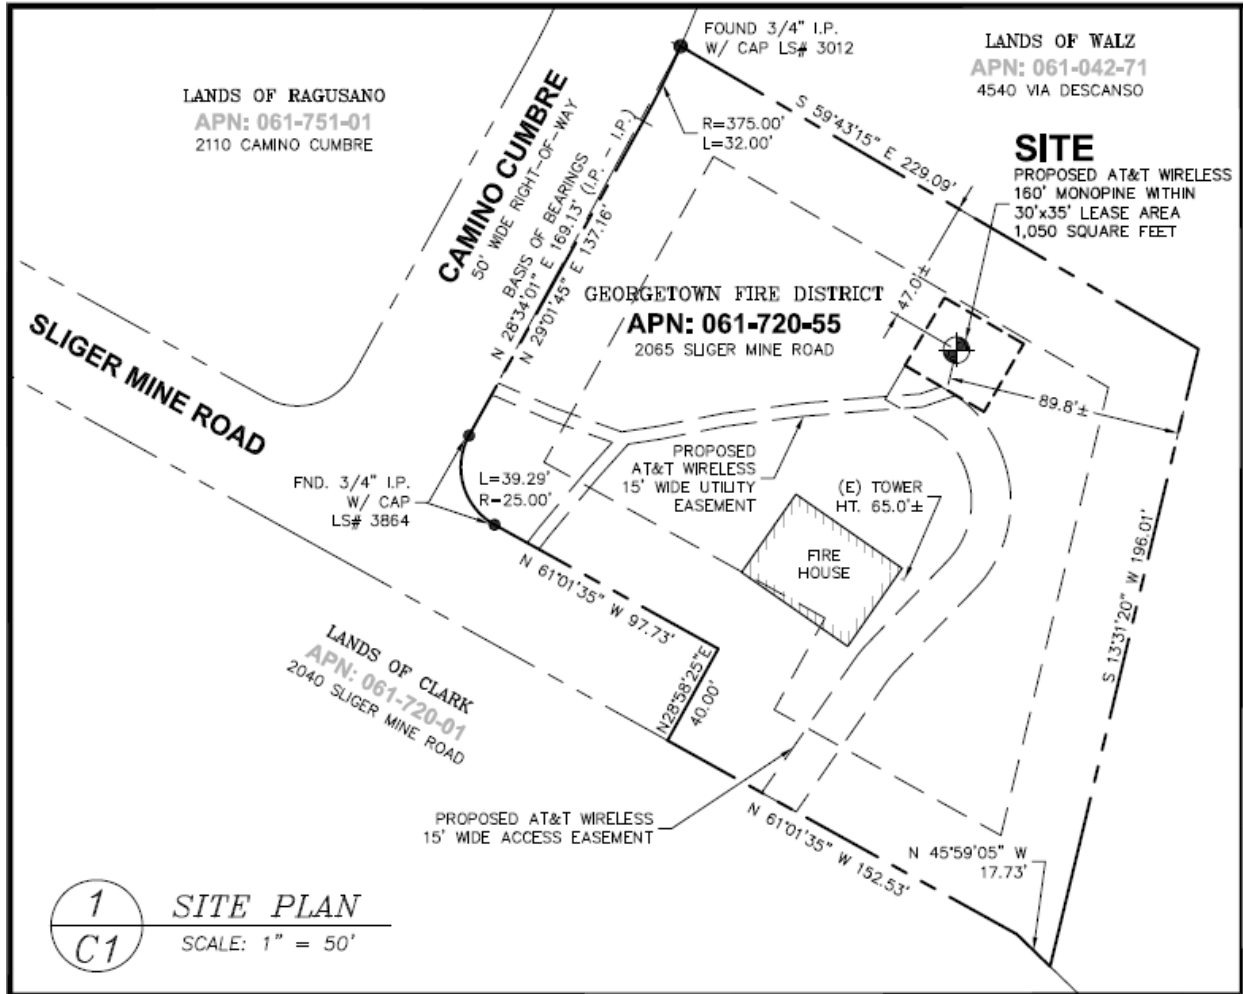 FOUND 3/4" I.P.
W/ CAP LS# 3012
LANDS OF WALZ
APN: 061-042-71
4540 VIA DESCANSO
LANDS OF RAGUSANO
APN: 061-751-01
2110 CAMINO CUMBRE
CAMINO CUMBRE
50' WIDE RIGHT-OF-WAY
BASIS OF BEARINGS
N 28°34'01" E 169.13' (I.P. - I.P.)
N 29°01'45" E 137.16'
R=375.00'
L=32.00'
S 59°43'15" E 229.09'
SITE
PROPOSED AT&T WIRELESS
160' MONOPINE WITHIN
30'x35' LEASE AREA
1,050 SQUARE FEET
47.0'±
GEORGETOWN FIRE DISTRICT
APN: 061-720-55
2065 SLIGER MINE ROAD
SLIGER MINE ROAD
89.8'±
PROPOSED
AT&T WIRELESS
15' WIDE UTILITY
EASEMENT
FND. 3/4" I.P.
W/ CAP
LS# 3864
L=39.29'
R=25.00'
(E) TOWER
HT. 65.0'±
FIRE
HOUSE
N 61°01'35" W 97.73'
S 13°31'20" W 196.01'
LANDS OF CLARK
APN: 061-720-01
2040 SLIGER MINE ROAD
N28°58'25"E
40.00'
PROPOSED AT&T WIRELESS
15' WIDE ACCESS EASEMENT
N 61°01'35" W 152.53'
N 45°59'05" W
17.73'
1
C1
SITE PLAN
SCALE: 1" = 50'